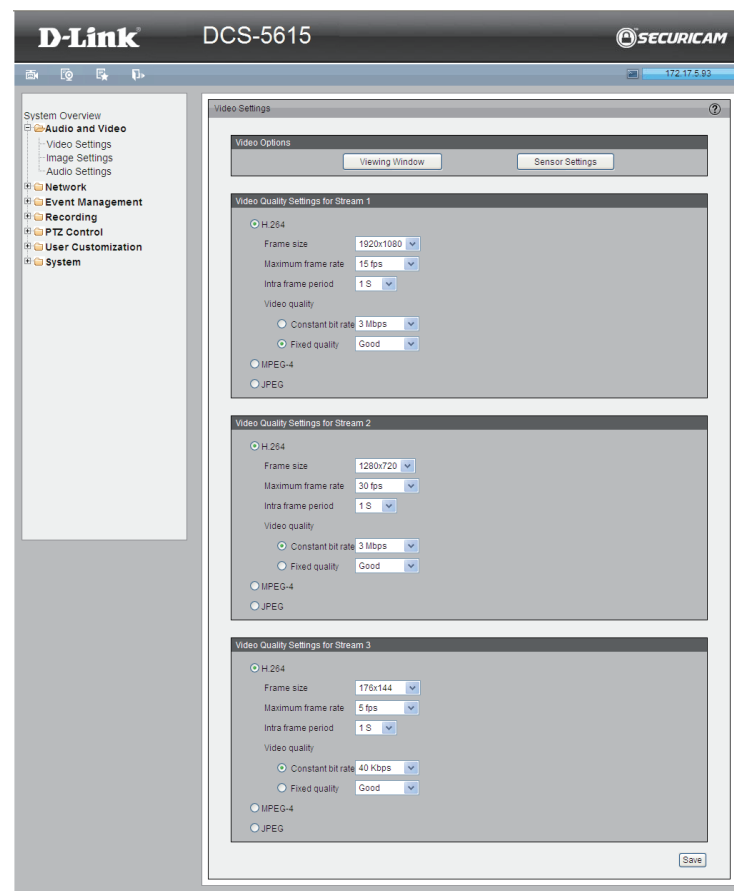 D-Link
DCS-5615
SECURICAM
172.17.5.93
System Overview
Audio and Video
Video Settings
Image Settings
Audio Settings
Network
Event Management
Recording
PTZ Control
User Customization
System
Video Settings
?
Video Options
Viewing Window Sensor Settings
Video Quality Settings for Stream 1
H.264
Frame size 1920x1080
Maximum frame rate 15 fps
Intra frame period 1 S
Video quality
Constant bit rate 3 Mbps
Fixed quality Good
MPEG-4
JPEG
Video Quality Settings for Stream 2
H.264
Frame size 1280x720
Maximum frame rate 30 fps
Intra frame period 1 S
Video quality
Constant bit rate 3 Mbps
Fixed quality Good
MPEG-4
JPEG
Video Quality Settings for Stream 3
H.264
Frame size 176x144
Maximum frame rate 5 fps
Intra frame period 1 S
Video quality
Constant bit rate 40 Kbps
Fixed quality Good
MPEG-4
JPEG
Save